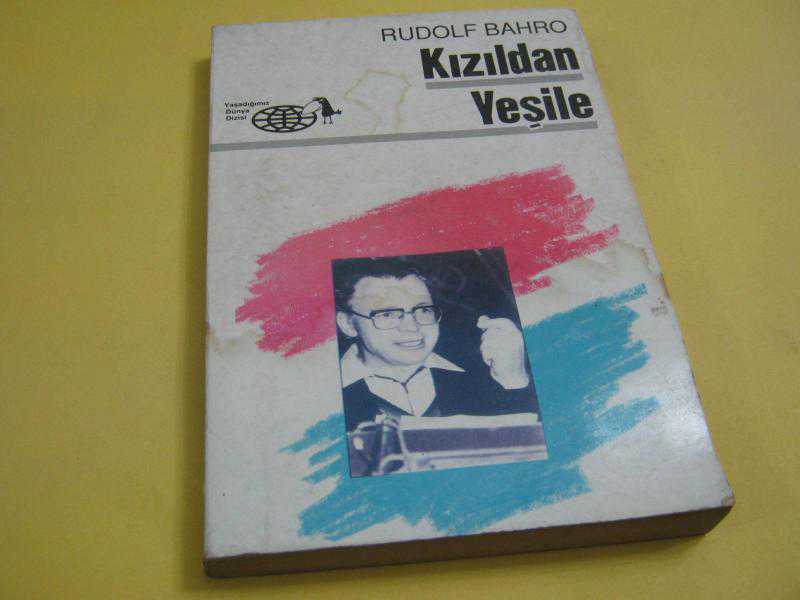 RUDOLF BAHRO
Kızıldan
Yeşile
Yaşadığımız
Dünya
Dizisi